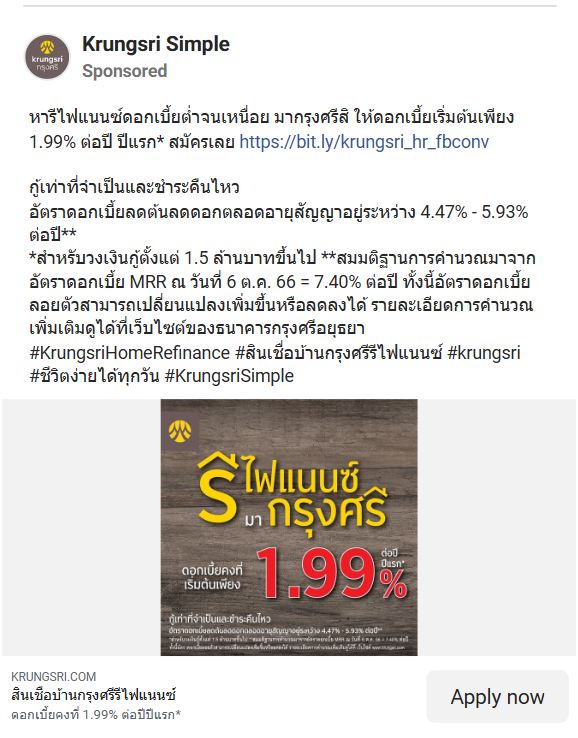 Krungsri Simple
Sponsored
krungsri
กรุงศรี
หารีไฟแนนซ์ดอกเบี้ยต่ำจนเหนื่อย มากรุงศรีสิ ให้ดอกเบี้ยเริ่มต้นเพียง
1.99% ต่อปี ปีแรก* สมัครเลย https://bit.ly/krungsri_hr_fbconv
กู้เท่าที่จำเป็นและชำระคืนไหว
อัตราดอกเบี้ยลดต้นลดดอกตลอดอายุสัญญาอยู่ระหว่าง 4.47% - 5.93%
ต่อปี**
*สำหรับวงเงินกู้ตั้งแต่ 1.5 ล้านบาทขึ้นไป **สมมติฐานการคำนวณมาจาก
อัตราดอกเบี้ย MRR ณ วันที่ 6 ต.ค. 66 = 7.40% ต่อปี ทั้งนี้อัตราดอกเบี้ย
ลอยตัวสามารถเปลี่ยนแปลงเพิ่มขึ้นหรือลดลงได้ รายละเอียดการคำนวณ
เพิ่มเติมดูได้ที่เว็บไซต์ของธนาคารกรุงศรีอยุธยา
#KrungsriHomeRefinance #สินเชื่อบ้านกรุงศรีรีไฟแนนซ์ #krungsri
#ชีวิตง่ายได้ทุกวัน #KrungsriSimple
รีไฟแนนซ์
มากรุงศรี
ดอกเบี้ยคงที่
เริ่มต้นเพียง
1.99%
ต่อปี
ปีแรก*
กู้เท่าที่จำเป็นและชำระคืนไหว
อัตราดอกเบี้ยลดต้นลดดอกตลอดอายุสัญญาอยู่ระหว่าง 4.47% - 5.93% ต่อปี**
KRUNGSRI.COM
สินเชื่อบ้านกรุงศรีรีไฟแนนซ์
ดอกเบี้ยคงที่ 1.99% ต่อปีปีแรก*
Apply now